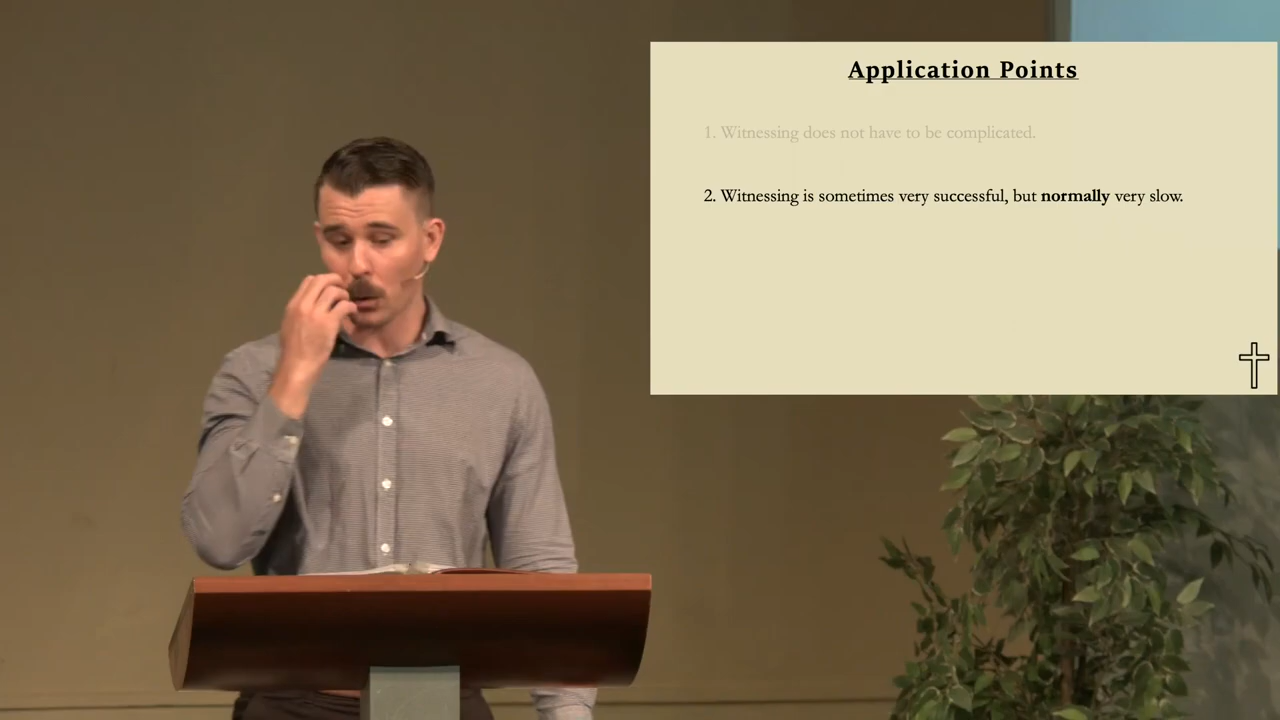 Application Points
1. Witnessing does not have to be complicated.
2. Witnessing is sometimes very successful, but normally very slow.